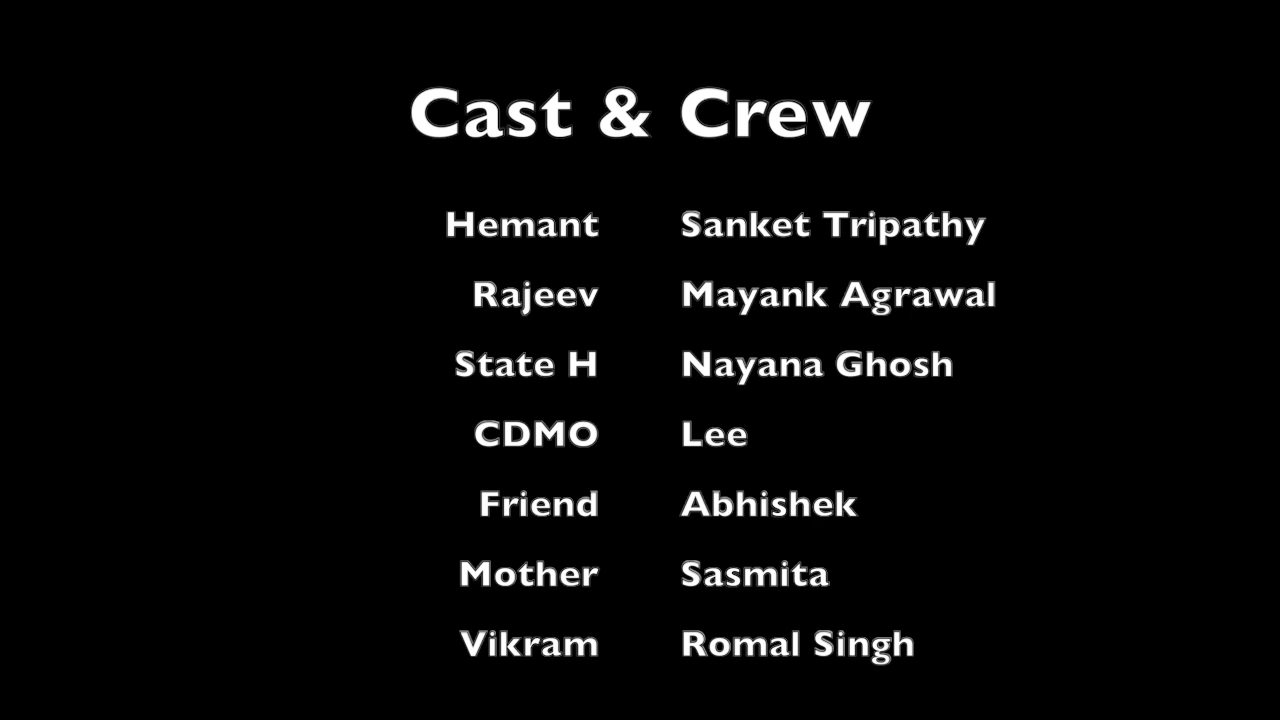 Cast & Crew
Hemant Sanket Tripathy
Rajeev Mayank Agrawal
State H Nayana Ghosh
CDMO Lee
Friend Abhishek
Mother Sasmita
Vikram Romal Singh